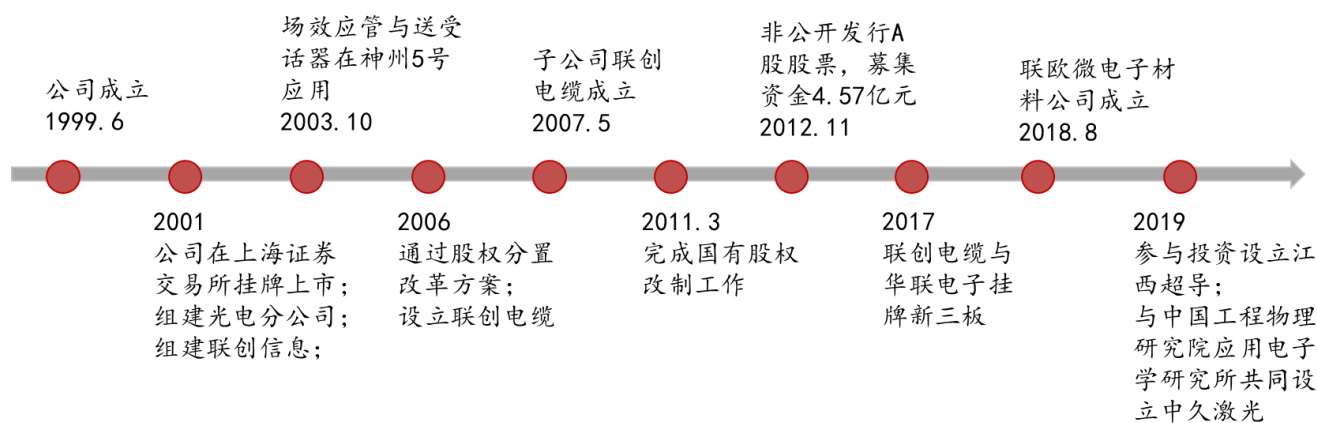 公司成立
1999.6
2001
公司在上海证券
交易所挂牌上市;
组建光电分公司;
组建联创信息;
场效应管与送受
话器在神州5号
应用
2003.10
2006
通过股权分置
改革方案;
设立联创电缆
子公司联创
电缆成立
2007.5
2011.3
完成国有股权
改制工作
非公开发行A
股股票，募集
资金4.57亿元
2012.11
2017
联创电缆与
华联电子挂
牌新三板
联欧微电子材
料公司成立
2018.8
2019
参与投资设立江
西超导;
与中国工程物理
研究院应用电子
学研究所共同设
立中久激光